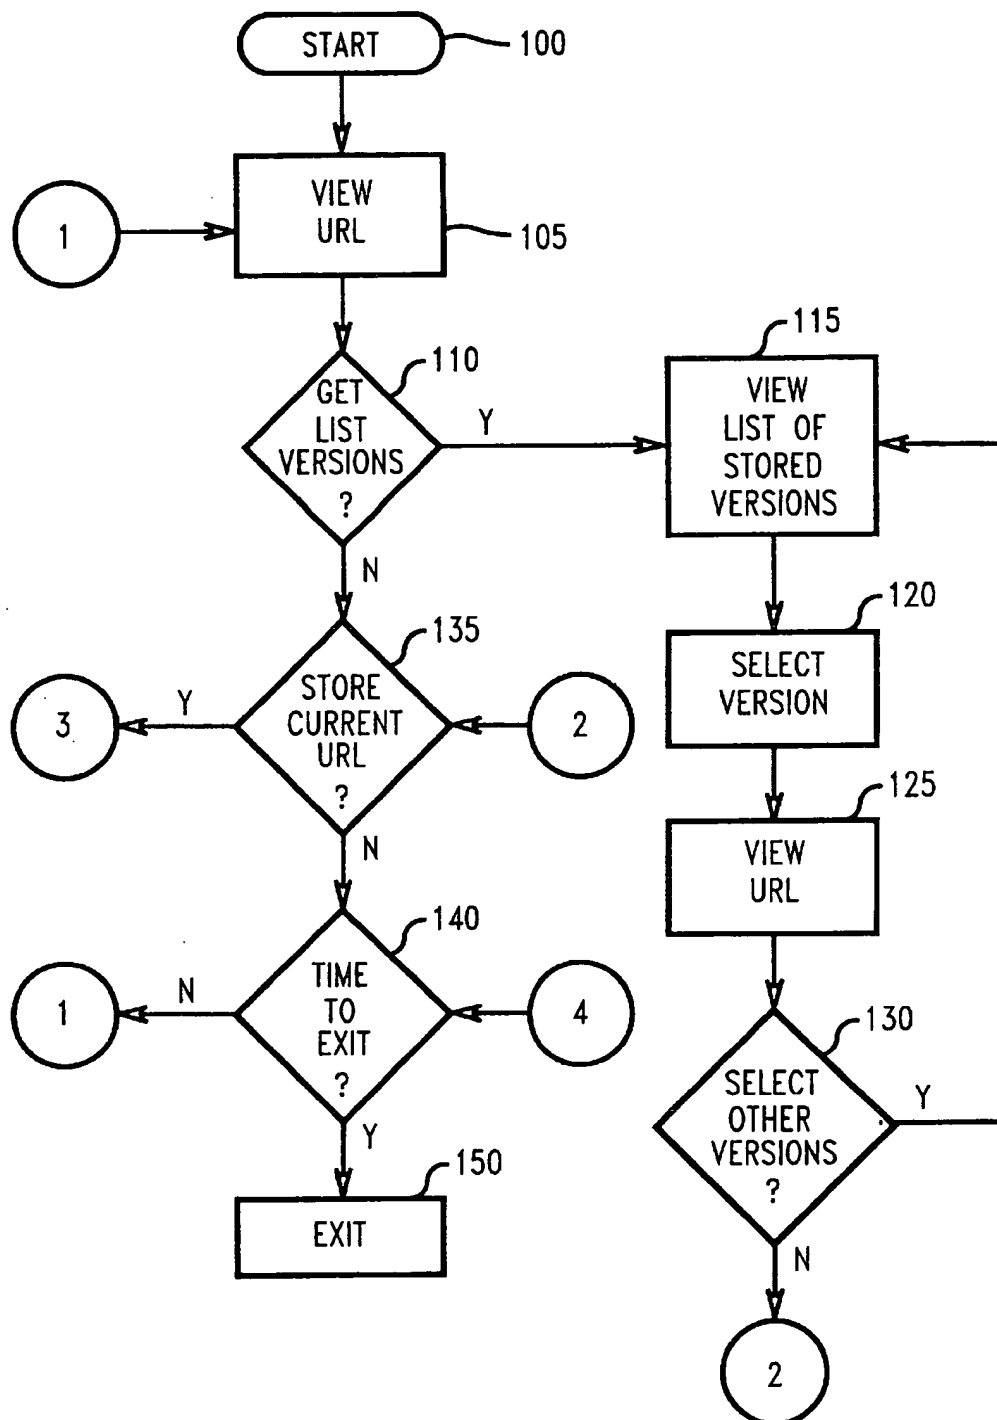 START
100
VIEW
URL
105
1
110
GET
LIST
VERSIONS
?
Y
N
115
VIEW
LIST OF
STORED
VERSIONS
120
SELECT
VERSION
125
VIEW
URL
130
SELECT
OTHER
VERSIONS
?
Y
N
2
135
STORE
CURRENT
URL
?
Y
3
2
N
140
TIME
TO
EXIT
?
N
1
4
Y
150
EXIT